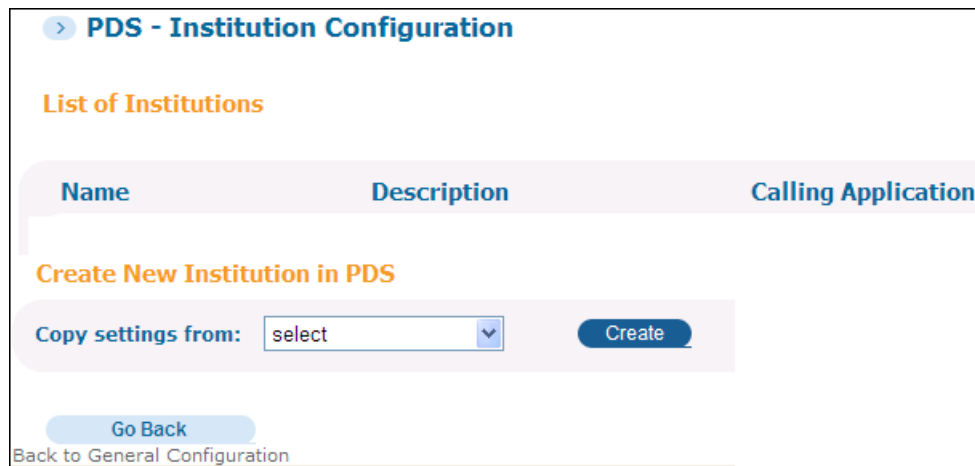 PDS - Institution Configuration
List of Institutions
Name Description Calling Application
Create New Institution in PDS
Copy settings from: select Create
Go Back
Back to General Configuration